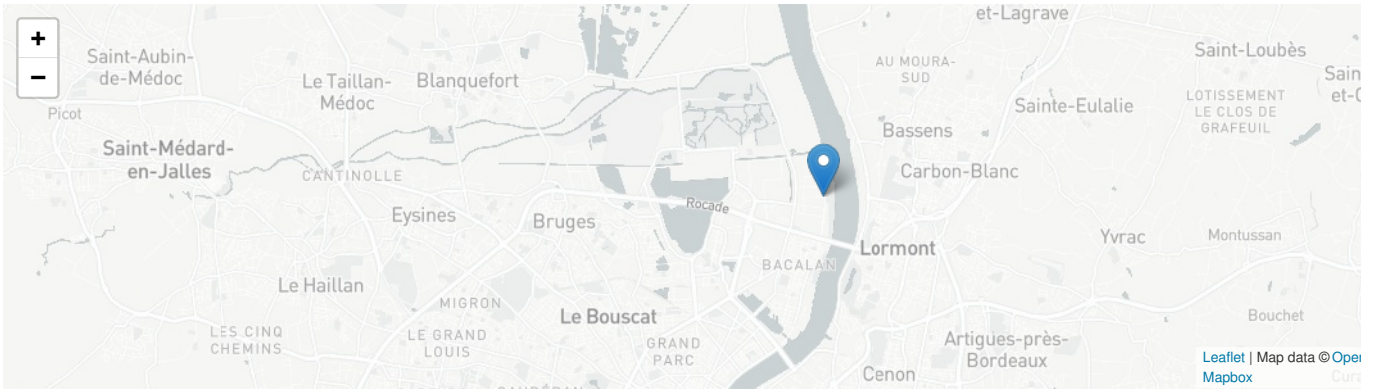 +
−
et-Lagrave
Saint-Aubin-
de-Médoc
Le Taillan-
Médoc
Blanquefort
AU MOURA-
SUD
Saint-Loubès
Picot
Sainte-Eulalie
LOTISSEMENT
LE CLOS DE
GRAFEUIL
Saint-Médard-
en-Jalles
CANTINOLLE
Bassens
Carbon-Blanc
Eysines
Bruges
Rocade
Lormont
Yvrac
Montussan
BACALAN
Le Haillan
MIGRON
Le Bouscat
LES CINQ
CHEMINS
LE GRAND
LOUIS
GRAND
PARC
Artigues-près-
Bordeaux
Bouchet
Cenon
Leaflet | Map data © Oper
Mapbox